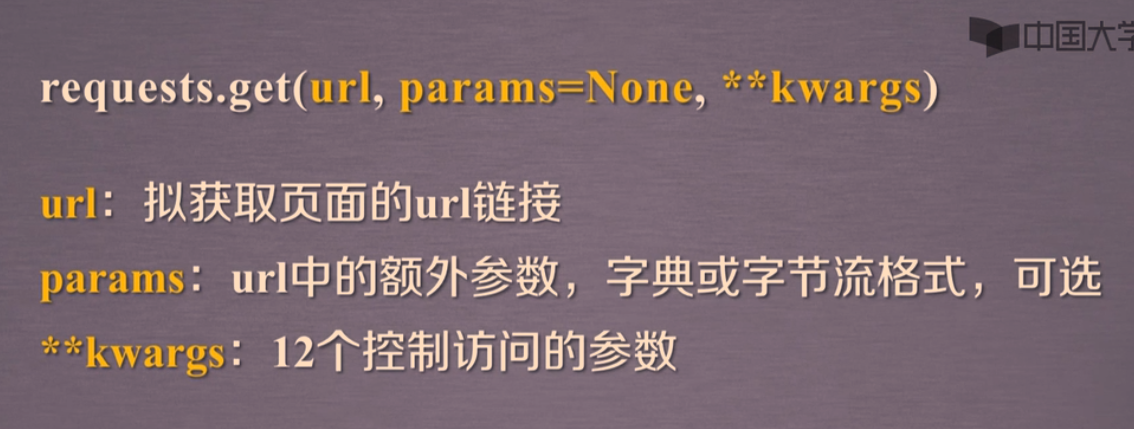 中国大学
requests.get(url, params=None, **kwargs)
url：拟获取页面的url链接
params：url中的额外参数，字典或字节流格式，可选
**kwargs：12个控制访问的参数